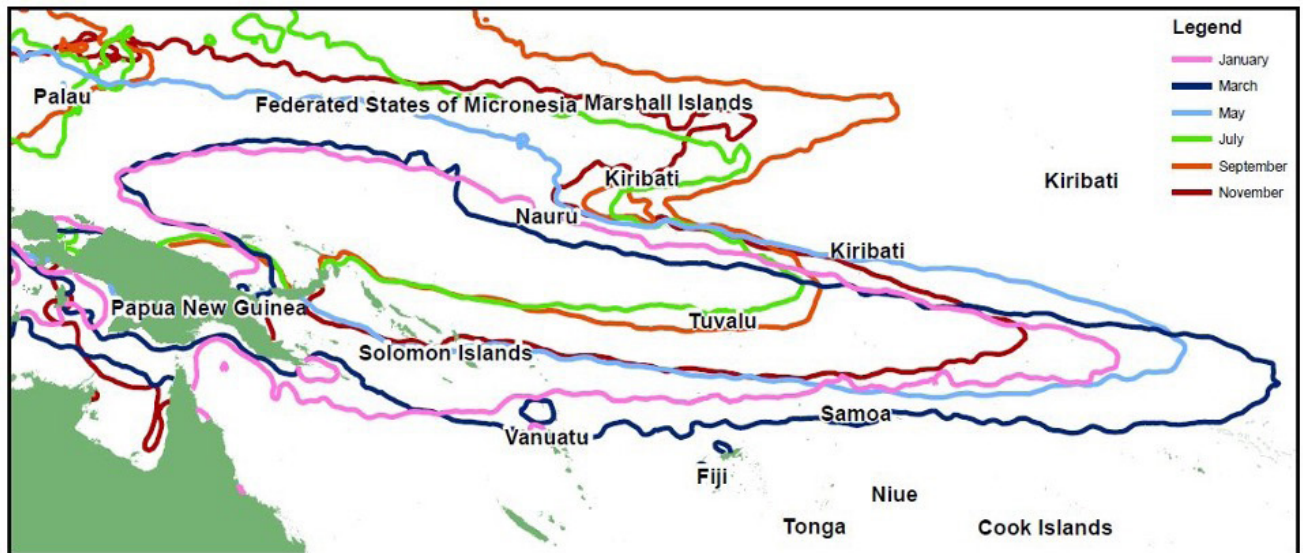 Legend
January
March
May
July
September
November
Palau
Federated States of Micronesia
Marshall Islands
Kiribati
Kiribati
Nauru
Kiribati
Papua New Guinea
Tuvalu
Solomon Islands
Samoa
Vanuatu
Fiji
Niue
Tonga
Cook Islands